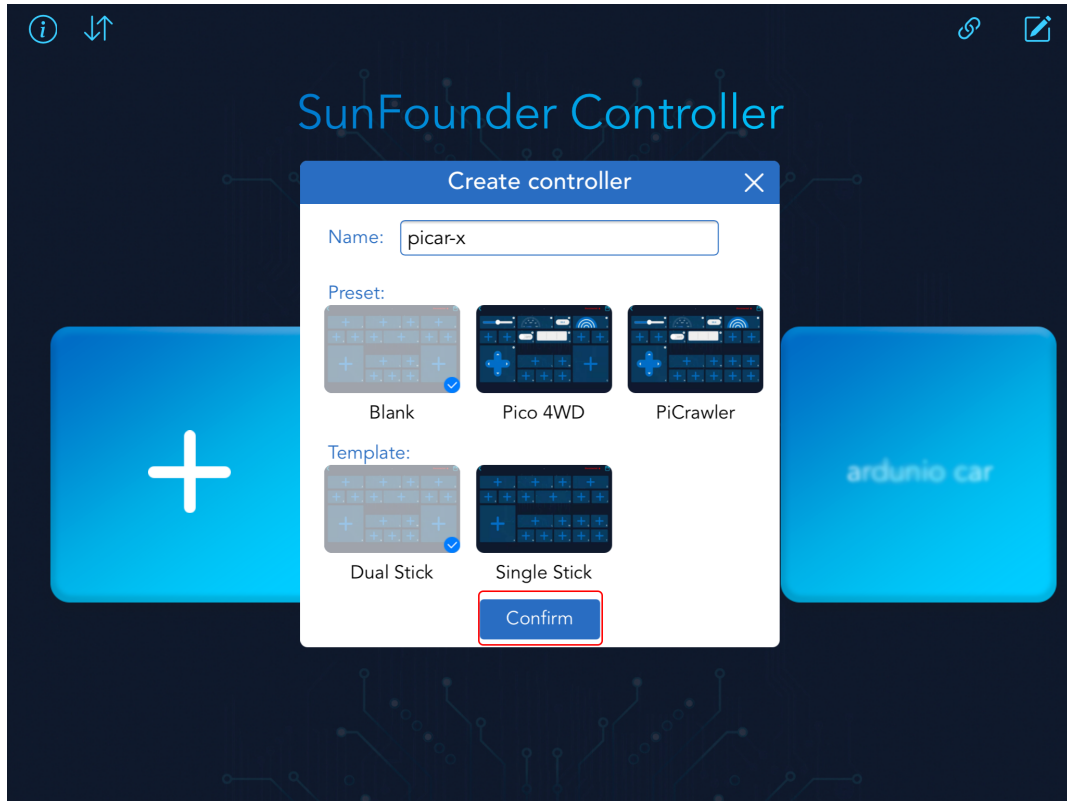 SunFounder Controller
Create controller
Name: picar-x
Preset:
Blank Pico 4WD PiCrawler
Template:
Dual Stick Single Stick
Confirm
ardunio car